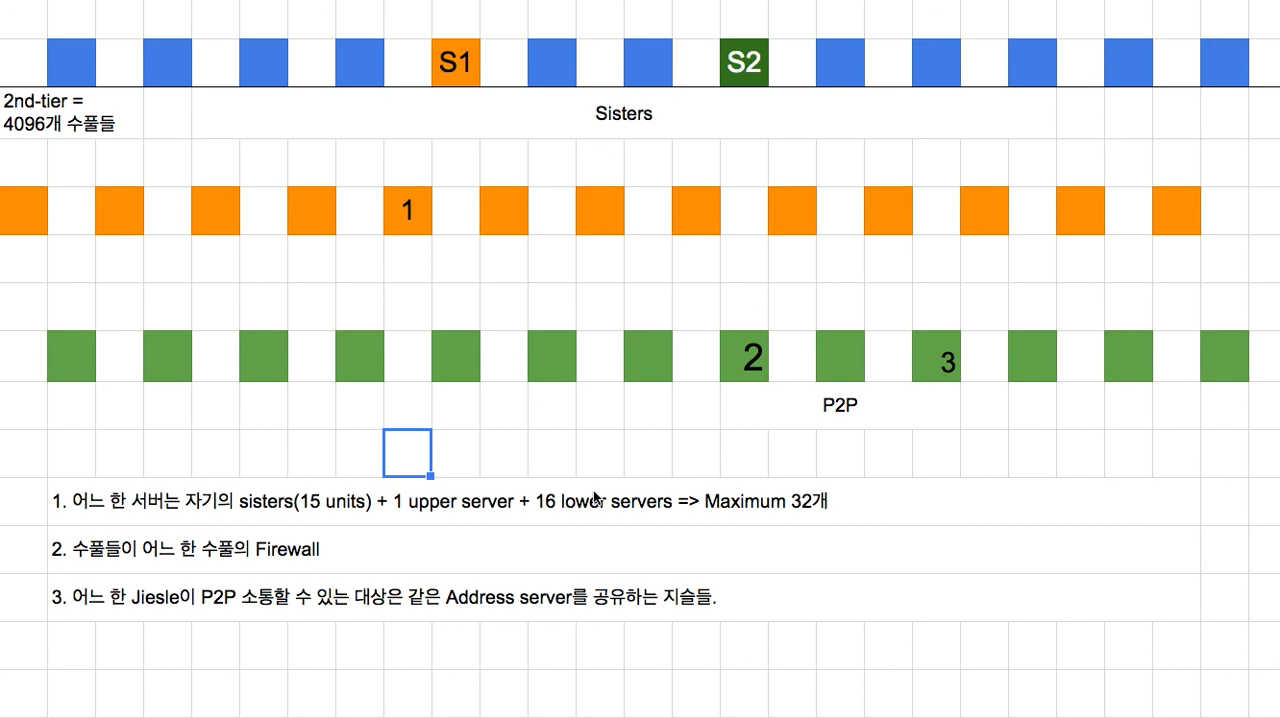 S1 S2
2nd-tier =
4096개 수풀들
Sisters
1
2 3
P2P
1. 어느 한 서버는 자기의 sisters(15 units) + 1 upper server + 16 lower servers => Maximum 32개
2. 수풀들이 어느 한 수풀의 Firewall
3. 어느 한 Jiesle이 P2P 소통할 수 있는 대상은 같은 Address server를 공유하는 지슬들.